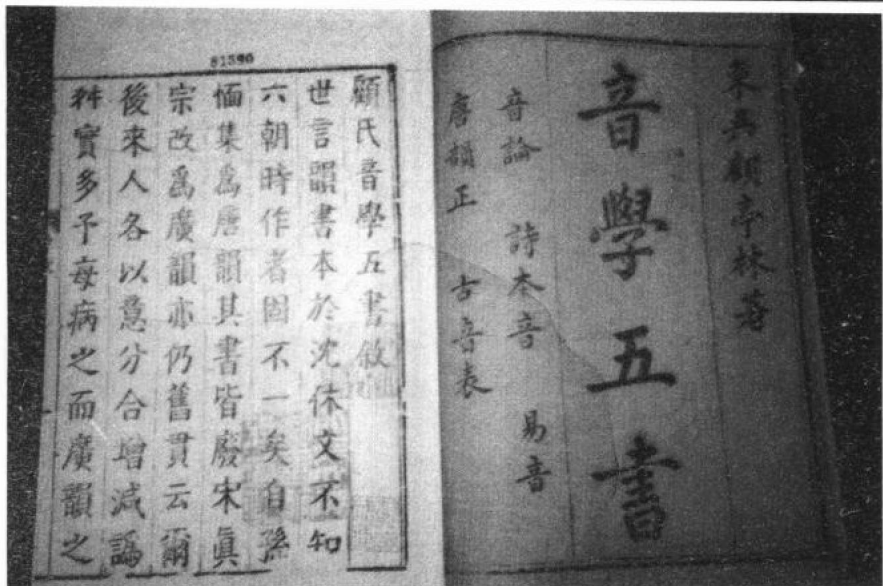 東吳顧亭林著
音學五書
音論 詩本音 易音
唐韻正 古音表
81390
顧氏音學五書敘
世言韻書本於沈休文不知
六朝時作者固不一矣自孫
愐集為唐韻其書皆廢宋眞
宗改為廣韻亦仍舊貫云爾
後來人各以意分合增減譌
舛實多予每病之而廣韻之